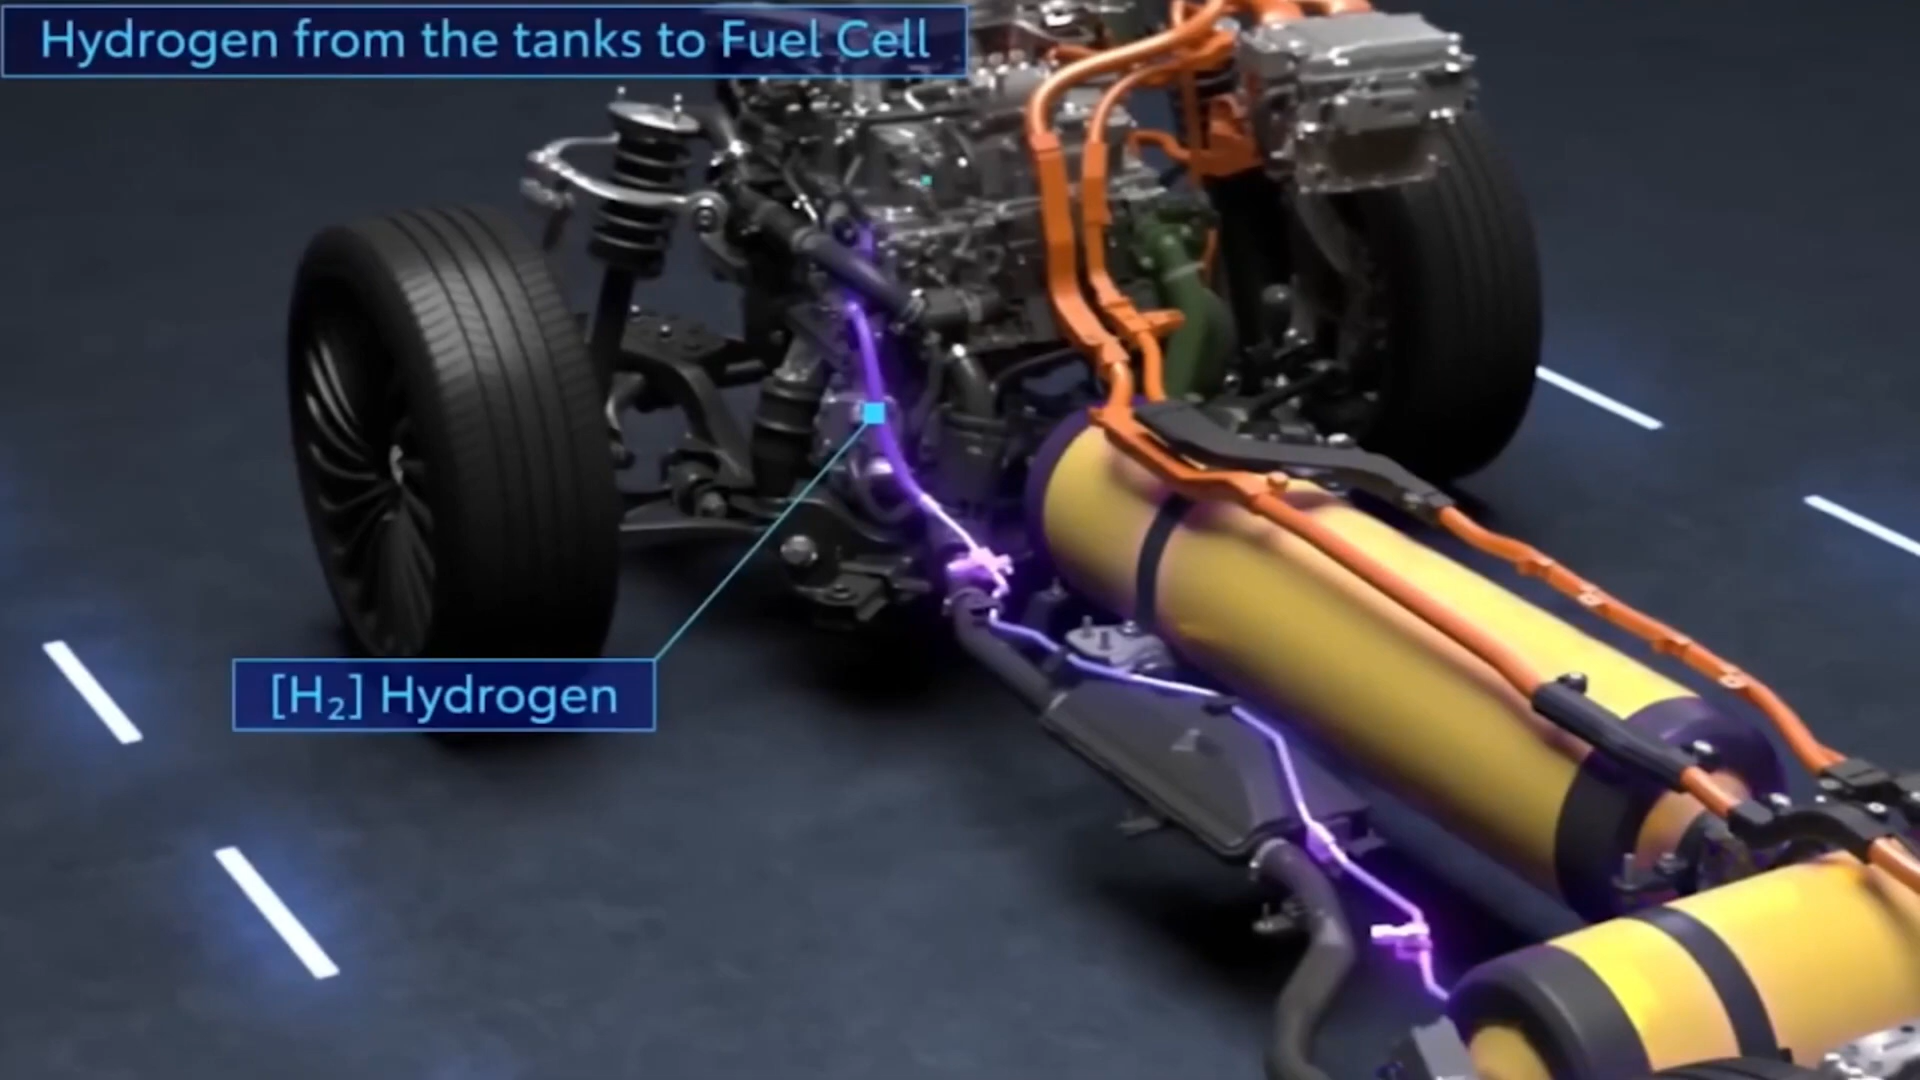 Hydrogen from the tanks to Fuel Cell
[H₂] Hydrogen